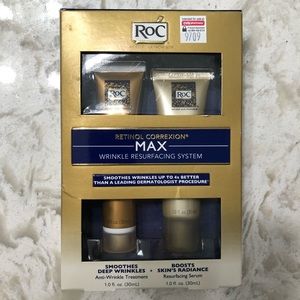 RoC
9/09
RoC
RoC
RETINOL CORREXION®
MAX
WRINKLE RESURFACING SYSTEM
SMOOTHES WRINKLES UP TO 4x BETTER
THAN A LEADING DERMATOLOGIST PROCEDURE*
SMOOTHES
DEEP WRINKLES
Anti-Wrinkle Treatment
1.0 fl. oz. (30mL)
BOOSTS
SKIN'S RADIANCE
Resurfacing Serum
1.0 fl. oz. (30mL)